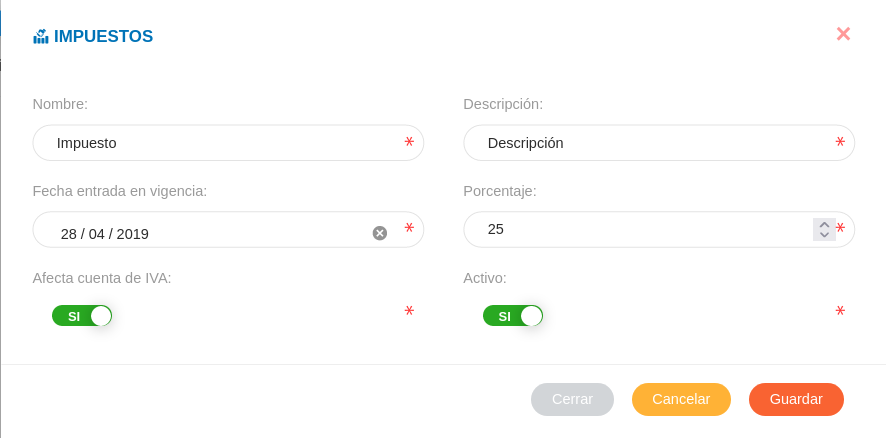 IMPUESTOS
Nombre:
Descripción:
Impuesto *
Descripción *
Fecha entrada en vigencia:
Porcentaje:
28 / 04 / 2019 *
25 *
Afecta cuenta de IVA:
Activo:
SI *
SI *
Cerrar
Cancelar
Guardar